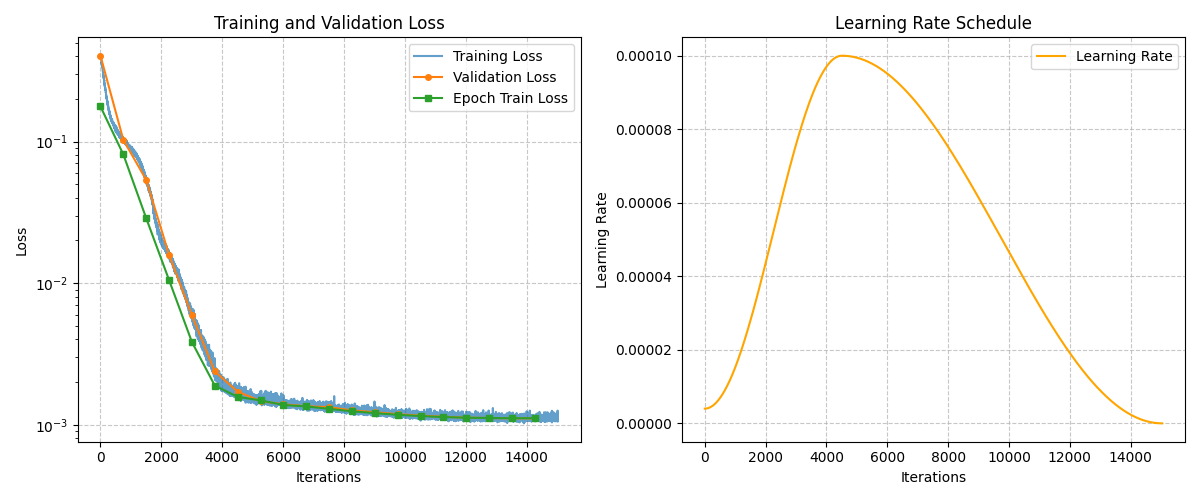 Training and Validation Loss
Training Loss
Validation Loss
Epoch Train Loss
10⁻¹
10⁻²
10⁻³
Loss
0 2000 4000 6000 8000 10000 12000 14000
Iterations
Learning Rate Schedule
Learning Rate
0.00010
0.00008
0.00006
0.00004
0.00002
0.00000
Learning Rate
0 2000 4000 6000 8000 10000 12000 14000
Iterations